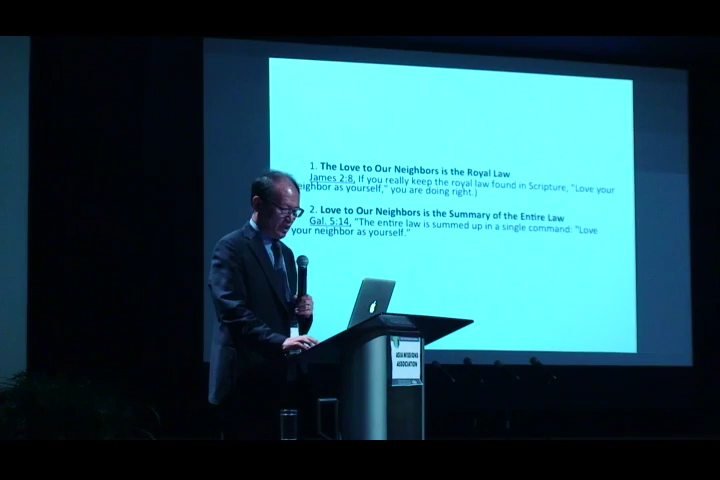 1. The Love to Our Neighbors is the Royal Law
James 2:8, If you really keep the royal law found in Scripture, "Love your
neighbor as yourself," you are doing right.)
2. Love to Our Neighbors is the Summary of the Entire Law
Gal. 5:14, "The entire law is summed up in a single command: "Love
your neighbor as yourself."
ASIA MISSIONS
ASSOCIATION